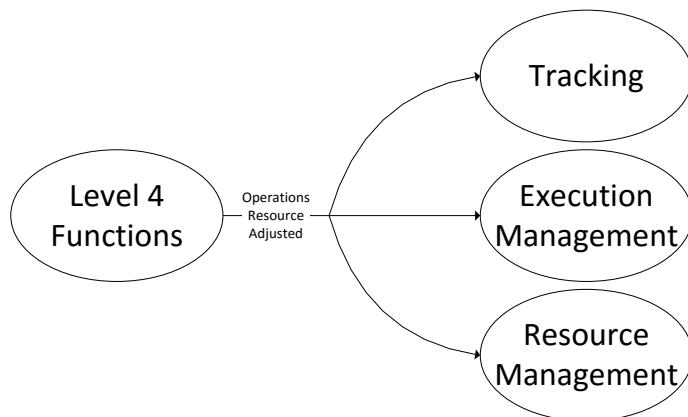 Tracking
Level 4
Functions
Operations
Resource
Adjusted
Execution
Management
Resource
Management